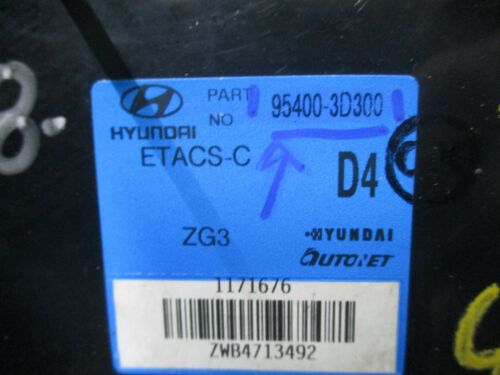 PART NO 95400-3D300
HYUNDAI
ETACS-C
D4
ZG3
HYUNDAI
AUTONET
1171676
ZWB4713492